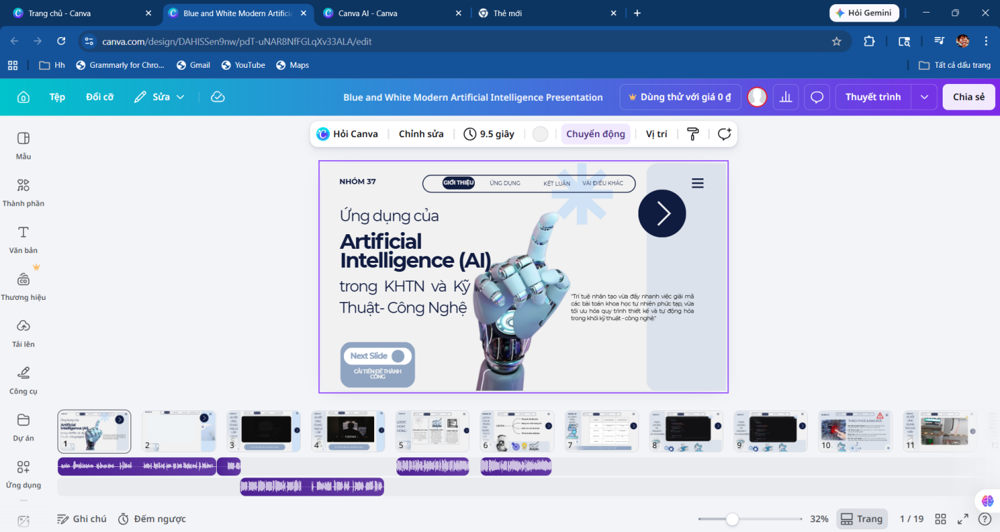 Trang chủ - Canva
Blue and White Modern Artificia
Canva AI - Canva
Thẻ mới
Hỏi Gemini
canva.com/design/DAHISSen9nw/pdT-uNAR8NfFGLqXv33ALA/edit
Hh
Grammarly for Chro...
Gmail
YouTube
Maps
Tất cả dấu trang
Tệp
Đổi cỡ
Sửa
Blue and White Modern Artificial Intelligence Presentation
Dùng thử với giá 0 ₫
Thuyết trình
Chia sẻ
Hỏi Canva
Chỉnh sửa
9.5 giây
Chuyển động
Vị trí
Mẫu
Thành phần
Văn bản
Thương hiệu
Tải lên
Công cụ
Dự án
Ứng dụng
NHÓM 37
GIỚI THIỆU
ỨNG DỤNG
KẾT LUẬN
VÀI ĐIỀU KHÁC
Ứng dụng của
Artificial
Intelligence (AI)
trong KHTN và Kỹ
Thuật- Công Nghệ
"Trí tuệ nhân tạo vừa đẩy nhanh việc giải mã
các bài toán khoa học tự nhiên phức tạp, vừa
tối ưu hóa quy trình thiết kế và tự động hóa
trong khối kỹ thuật - công nghệ."
Next Slide
CẢI TIẾN ĐỂ THÀNH
CÔNG
1
2
3
4
5
6
7
8
9
10
11
Ghi chú
Đếm ngược
32%
Trang
1 / 19